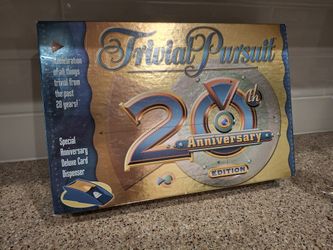 Trivial Pursuit
A celebration
of all things
trivial from
the past
20 years!
20th
Anniversary
EDITION
Special
Anniversary
Deluxe Card
Dispenser